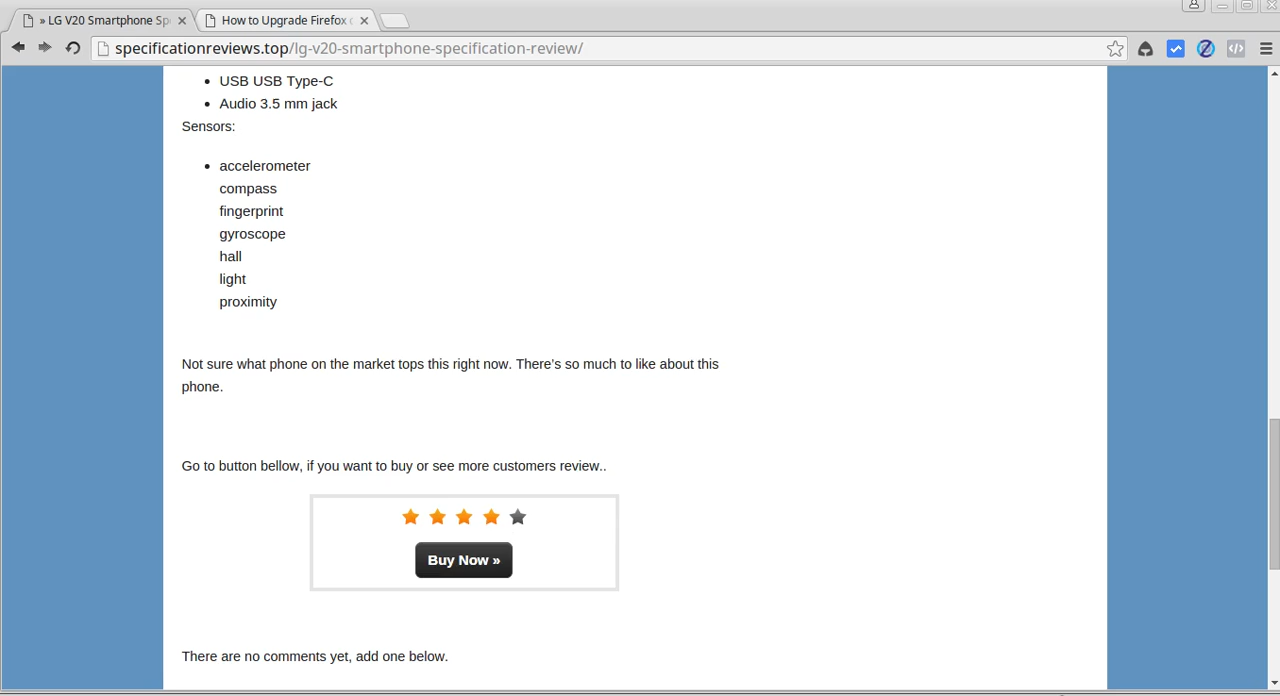 » LG V20 Smartphone Sp
How to Upgrade Firefox
specificationreviews.top/lg-v20-smartphone-specification-review/
USB USB Type-C
Audio 3.5 mm jack
Sensors:
accelerometer
compass
fingerprint
gyroscope
hall
light
proximity
Not sure what phone on the market tops this right now. There's so much to like about this
phone.
Go to button bellow, if you want to buy or see more customers review..
Buy Now »
There are no comments yet, add one below.